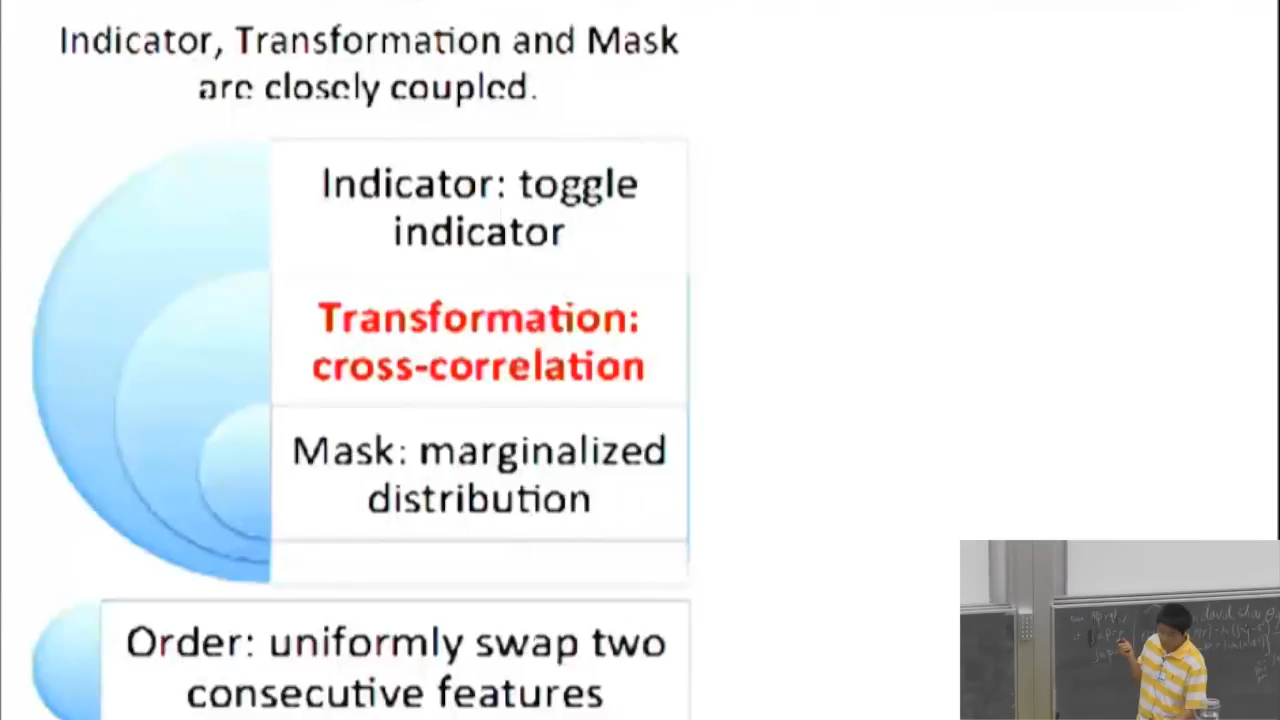 Indicator, Transformation and Mask
are closely coupled.
Indicator: toggle
indicator
Transformation:
cross-correlation
Mask: marginalized
distribution
Order: uniformly swap two
consecutive features